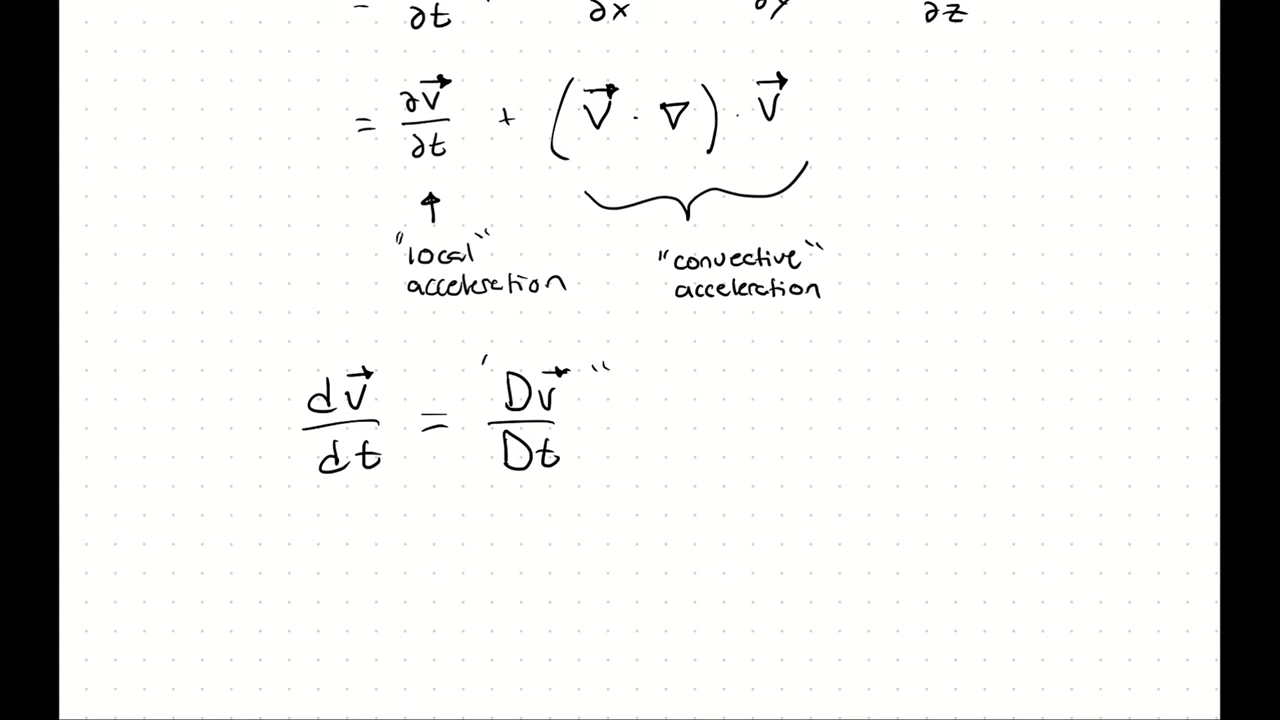 = ∂t ∂x ∂y ∂z
= ∂V⃗/∂t + (V⃗ · ∇) · V⃗
"local" "convective"
acceleration acceleration
dV⃗/dt = "DV⃗/Dt"